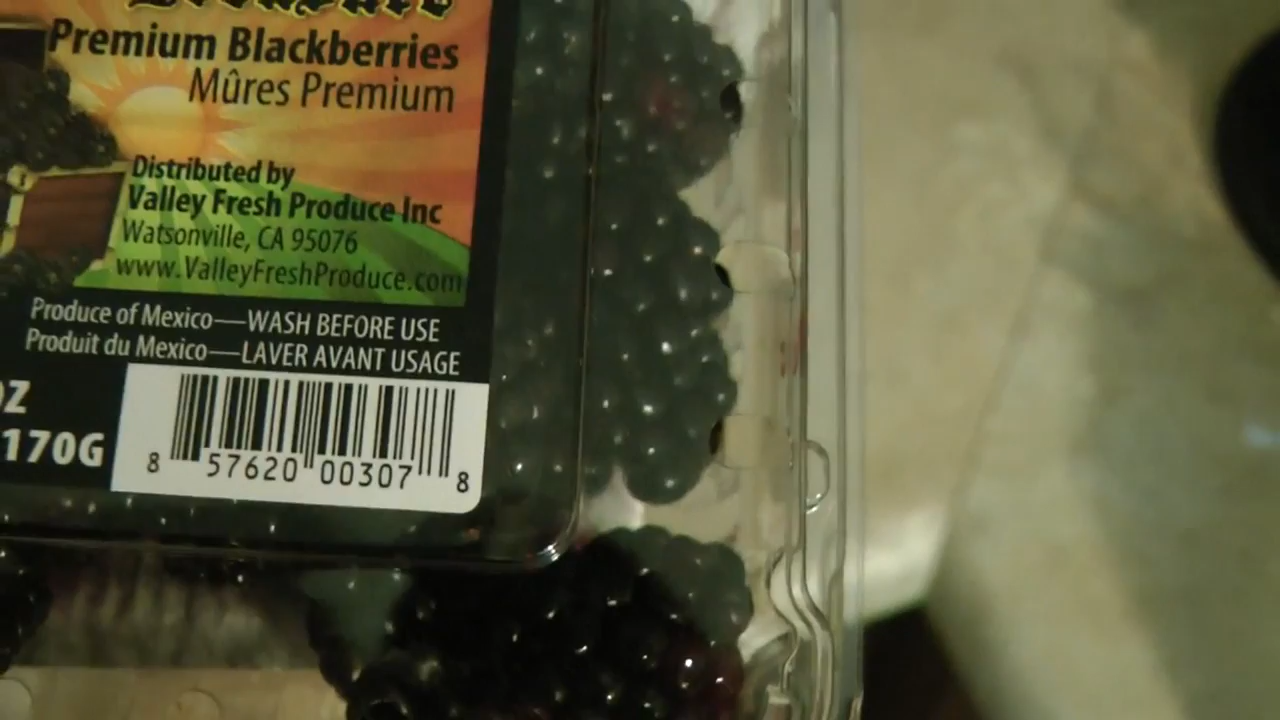 Premium Blackberries
Mûres Premium
Distributed by
Valley Fresh Produce Inc
Watsonville, CA 95076
www.ValleyFreshProduce.com
Produce of Mexico—WASH BEFORE USE
Produit du Mexico—LAVER AVANT USAGE
OZ
170G
8 57620 00307 8